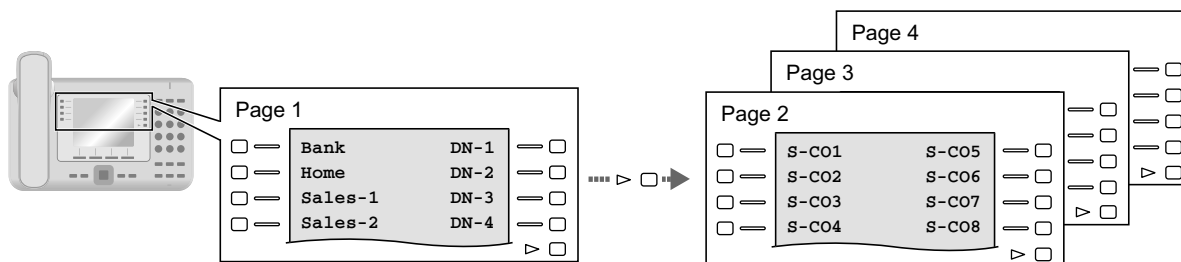 Page 4
Page 3
Page 1
Page 2
Bank DN-1
Home DN-2
Sales-1 DN-3
Sales-2 DN-4
S-CO1 S-CO5
S-CO2 S-CO6
S-CO3 S-CO7
S-CO4 S-CO8